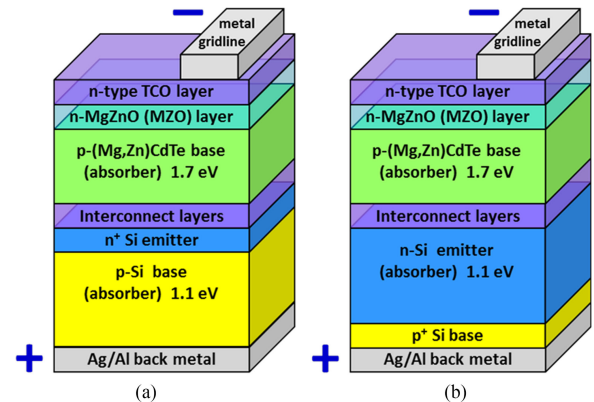 −
metal
gridline
n-type TCO layer
n-MgZnO (MZO) layer
p-(Mg,Zn)CdTe base
(absorber) 1.7 eV
Interconnect layers
n⁺ Si emitter
p-Si base
(absorber) 1.1 eV
+
Ag/Al back metal
(a)
−
metal
gridline
n-type TCO layer
n-MgZnO (MZO) layer
p-(Mg,Zn)CdTe base
(absorber) 1.7 eV
Interconnect layers
n-Si emitter
(absorber) 1.1 eV
p⁺ Si base
+
Ag/Al back metal
(b)